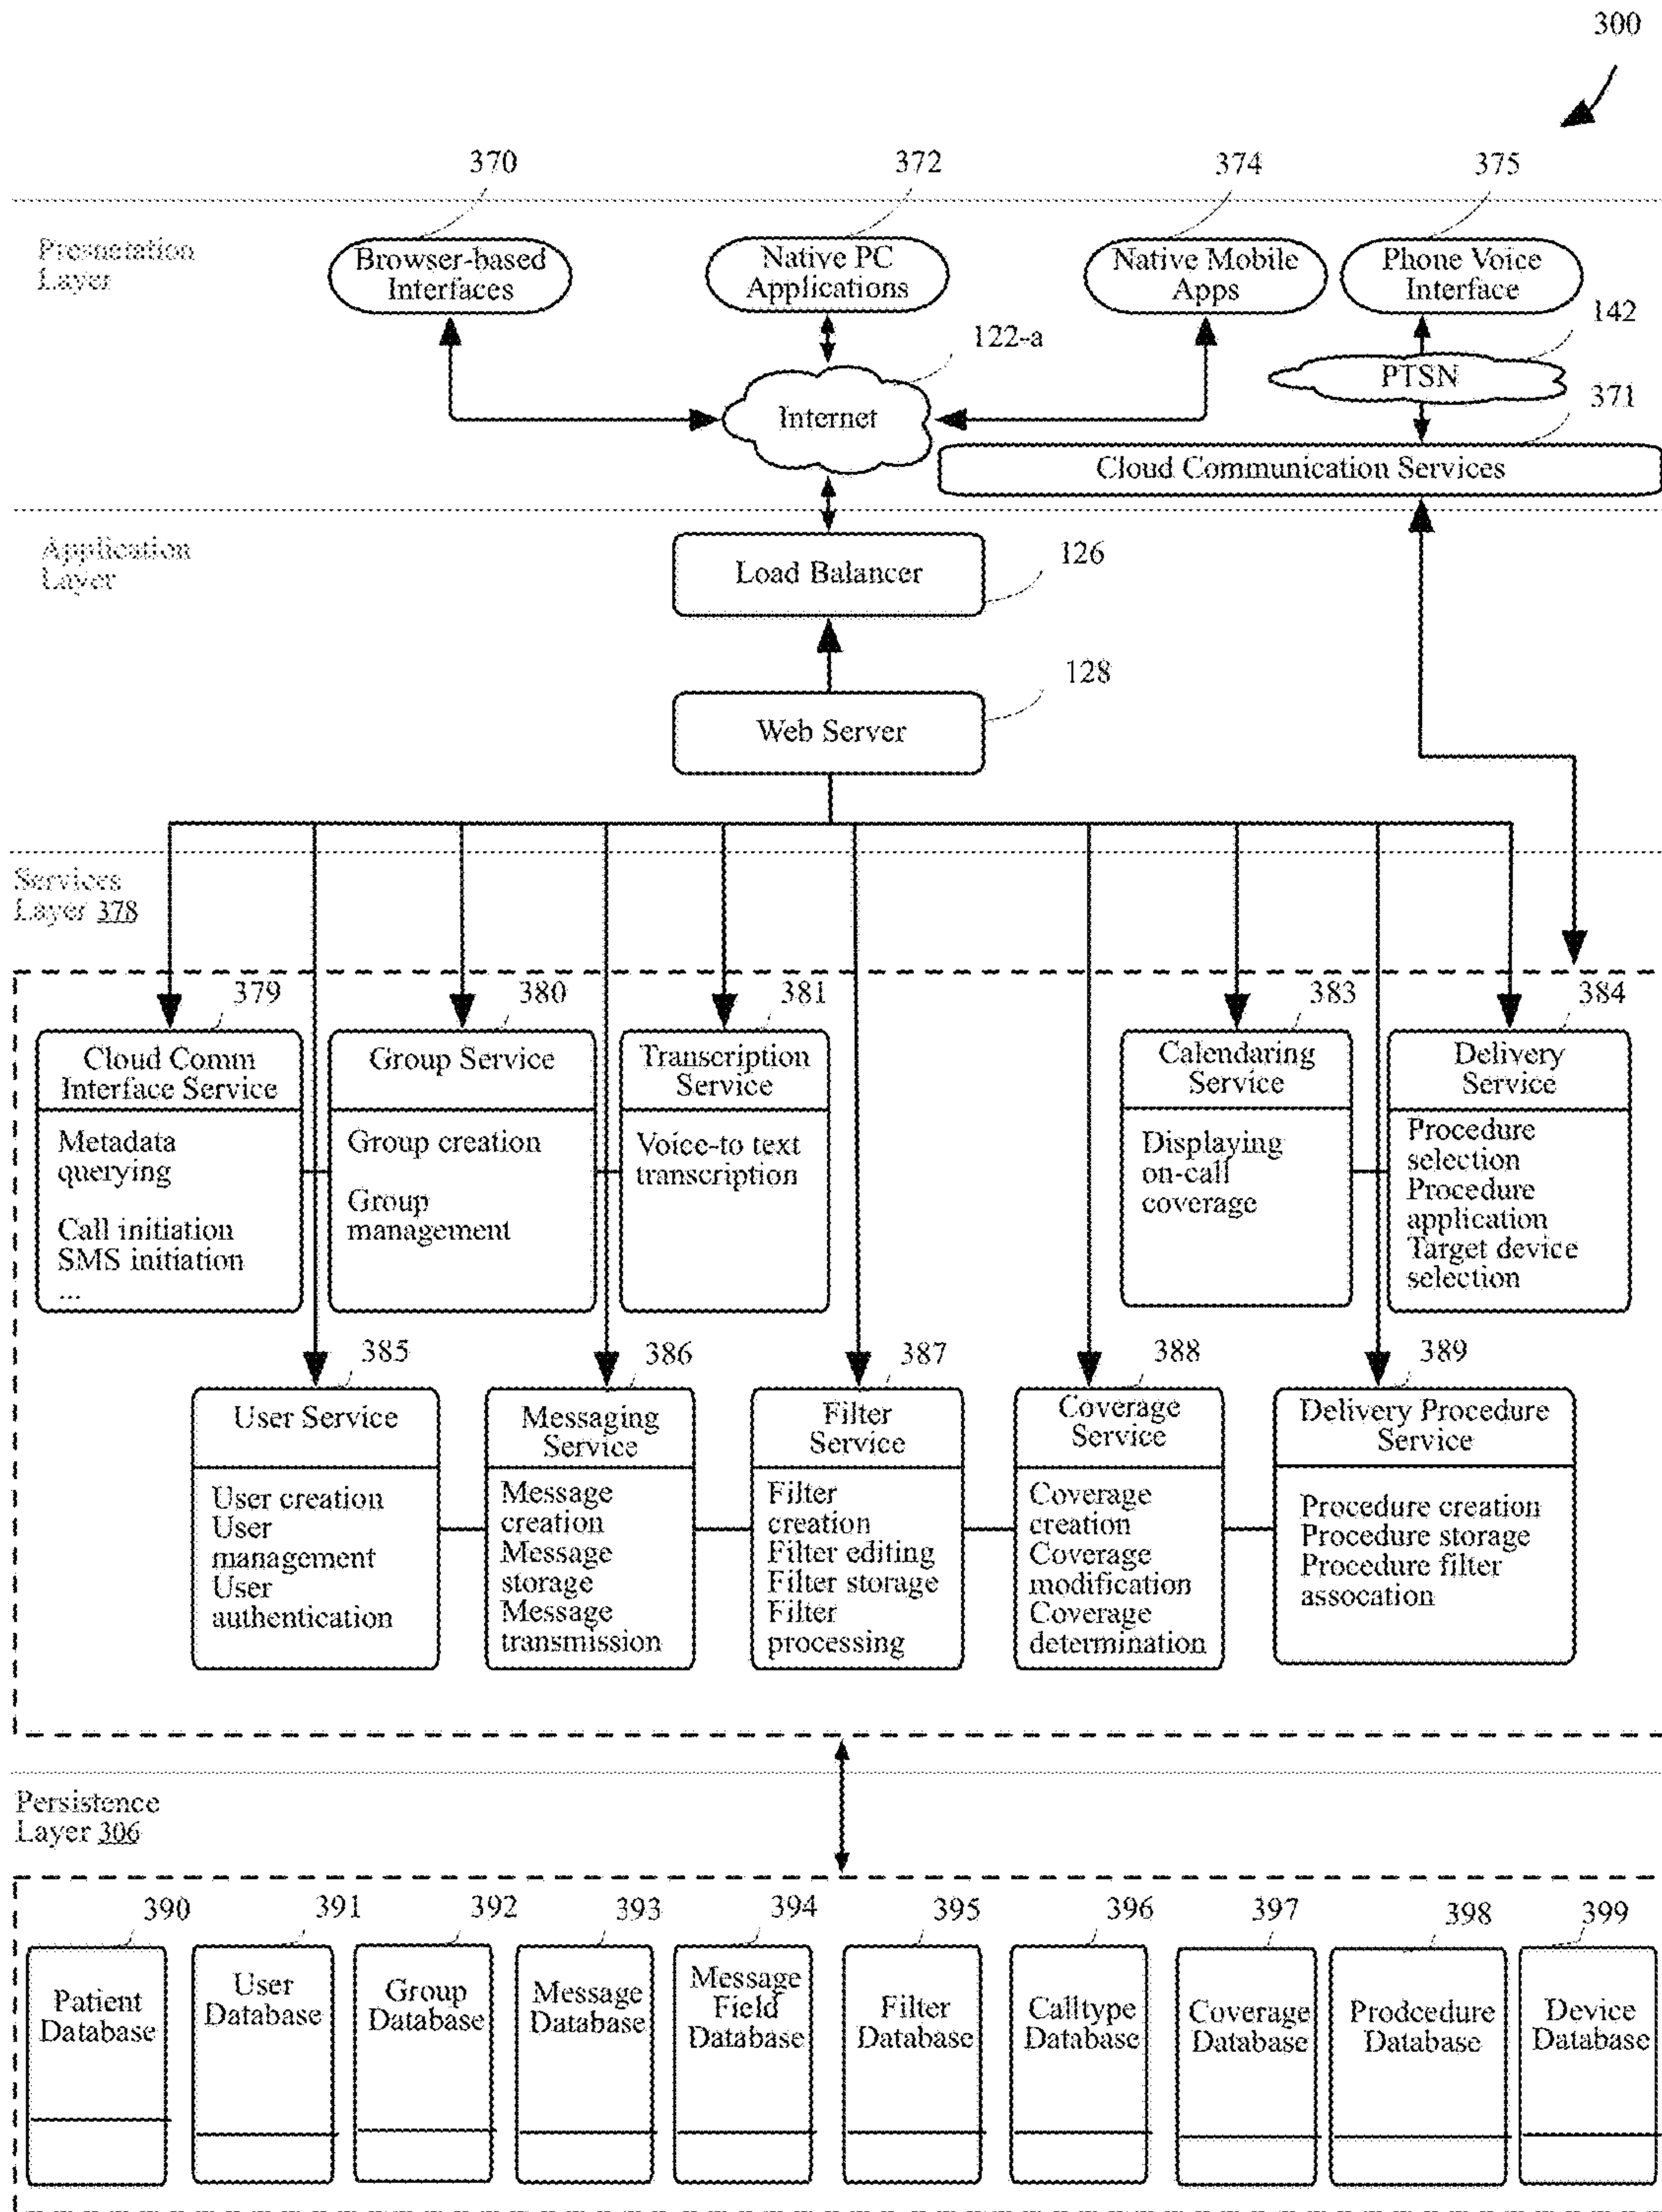 300
370
372
374
375
Presnetation
Layer
Browser-based
Interfaces
Native PC
Applications
Native Mobile
Apps
Phone Voice
Interface
142
122-a
PTSN
371
Internet
Cloud Communication Services
Application
Layer
Load Balancer
126
128
Web Server
Services
Layer 378
379
380
381
383
384
Cloud Comm
Interface Service
Metadata
querying
Call initiation
SMS initiation
...
Group Service
Group creation
Group
management
Transcription
Service
Voice-to text
transcription
Calendaring
Service
Displaying
on-call
coverage
Delivery
Service
Procedure
selection
Procedure
application
Target device
selection
385
386
387
388
389
User Service
User creation
User
management
User
authentication
Messaging
Service
Message
creation
Message
storage
Message
transmission
Filter
Service
Filter
creation
Filter editing
Filter storage
Filter
processing
Coverage
Service
Coverage
creation
Coverage
modification
Coverage
determination
Delivery Procedure
Service
Procedure creation
Procedure storage
Procedure filter
assocation
Persistence
Layer 306
390
391
392
393
394
395
396
397
398
399
Patient
Database
User
Database
Group
Database
Message
Database
Message
Field
Database
Filter
Database
Calltype
Database
Coverage
Database
Prodcedure
Database
Device
Database